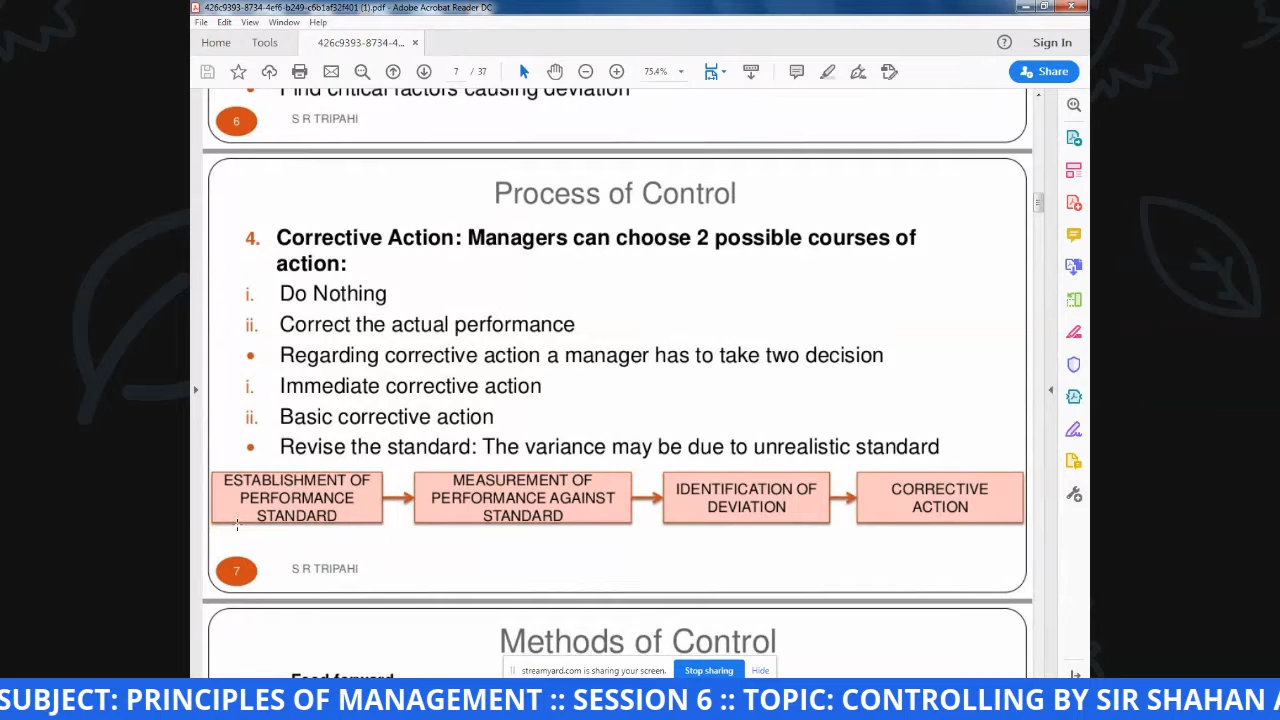 426c9393-8734-4ef6-b249-c6b1af32f401 (1).pdf - Adobe Acrobat Reader DC
File Edit View Window Help
Home Tools 426c9393-8734-4... × Sign In
7 / 37 75.4% Share
Find critical factors causing deviation
6 S R TRIPAHI
Process of Control
4. Corrective Action: Managers can choose 2 possible courses of
action:
i. Do Nothing
ii. Correct the actual performance
• Regarding corrective action a manager has to take two decision
i. Immediate corrective action
ii. Basic corrective action
• Revise the standard: The variance may be due to unrealistic standard
ESTABLISHMENT OF
PERFORMANCE
STANDARD
MEASUREMENT OF
PERFORMANCE AGAINST
STANDARD
IDENTIFICATION OF
DEVIATION
CORRECTIVE
ACTION
7 S R TRIPAHI
Methods of Control
Feed forward
streamyard.com is sharing your screen. Stop sharing Hide
SUBJECT: PRINCIPLES OF MANAGEMENT :: SESSION 6 :: TOPIC: CONTROLLING BY SIR SHAHAN A